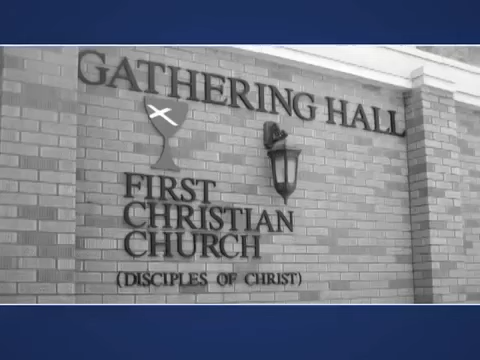 GATHERING HALL
FIRST
CHRISTIAN
CHURCH
(DISCIPLES OF CHRIST)